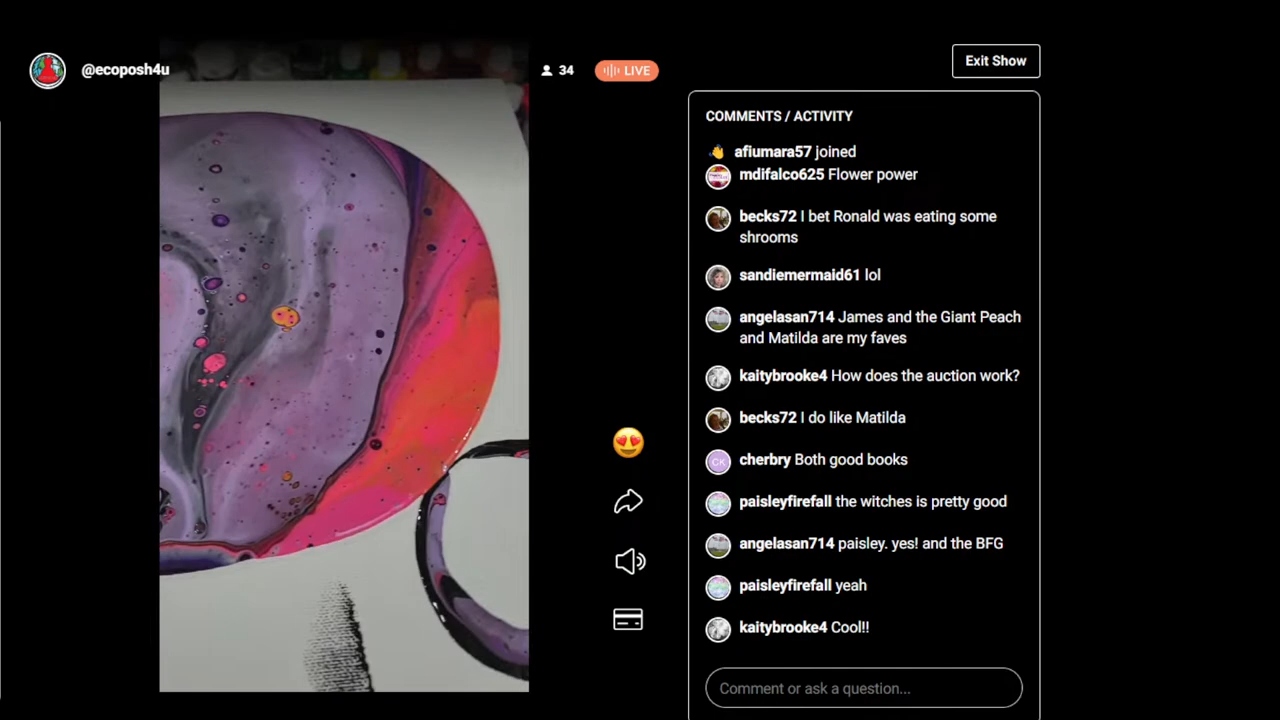 @ecoposh4u
34
LIVE
Exit Show
COMMENTS / ACTIVITY
afiumara57 joined
mdifalco625 Flower power
becks72 I bet Ronald was eating some
shrooms
sandiemermaid61 lol
angelasan714 James and the Giant Peach
and Matilda are my faves
kaitybrooke4 How does the auction work?
becks72 I do like Matilda
CK
cherbry Both good books
paisleyfirefall the witches is pretty good
angelasan714 paisley. yes! and the BFG
paisleyfirefall yeah
kaitybrooke4 Cool!!
Comment or ask a question...